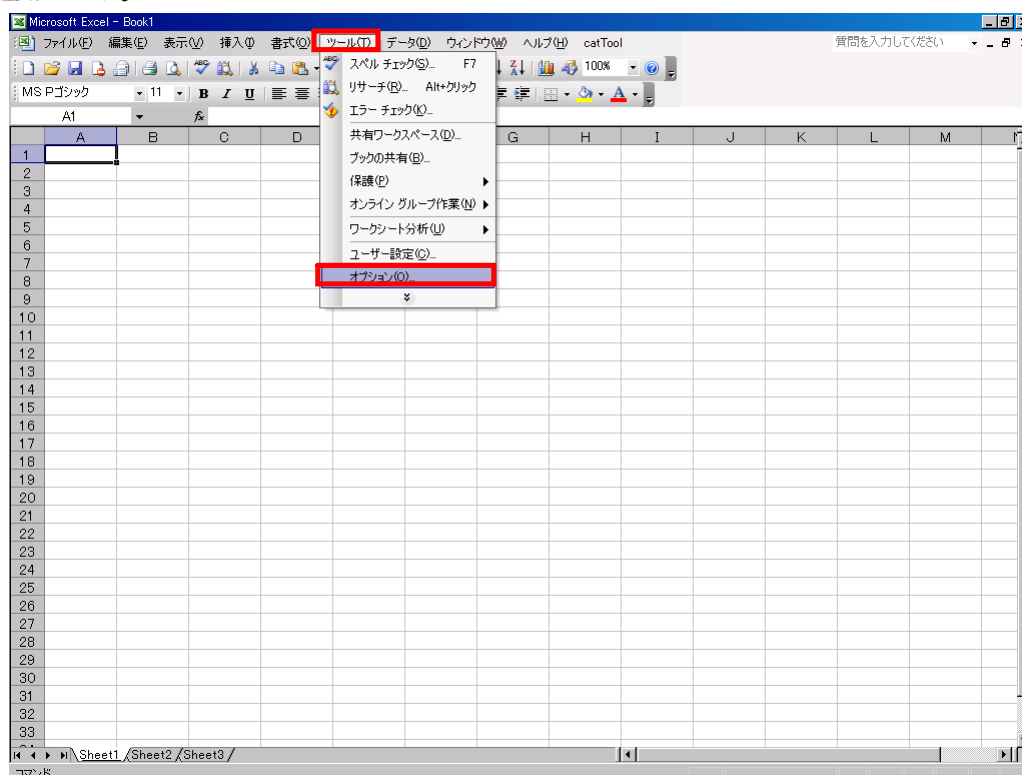 Microsoft Excel - Book1
ファイル(F) 編集(E) 表示(V) 挿入(I) 書式(O) ツール(T) データ(D) ウィンドウ(W) ヘルプ(H) catTool 質問を入力してください
100%
MS Pゴシック 11 B I U
A1 fx
スペル チェック(S)... F7
リサーチ(R)... Alt+クリック
エラー チェック(K)...
共有ワークスペース(D)...
ブックの共有(B)...
保護(P)
オンライン グループ作業(N)
ワークシート分析(U)
ユーザー設定(C)...
オプション(O)...
A B C D G H I J K L M
1
2
3
4
5
6
7
8
9
10
11
12
13
14
15
16
17
18
19
20
21
22
23
24
25
26
27
28
29
30
31
32
33
Sheet1 Sheet2 Sheet3
コマンド